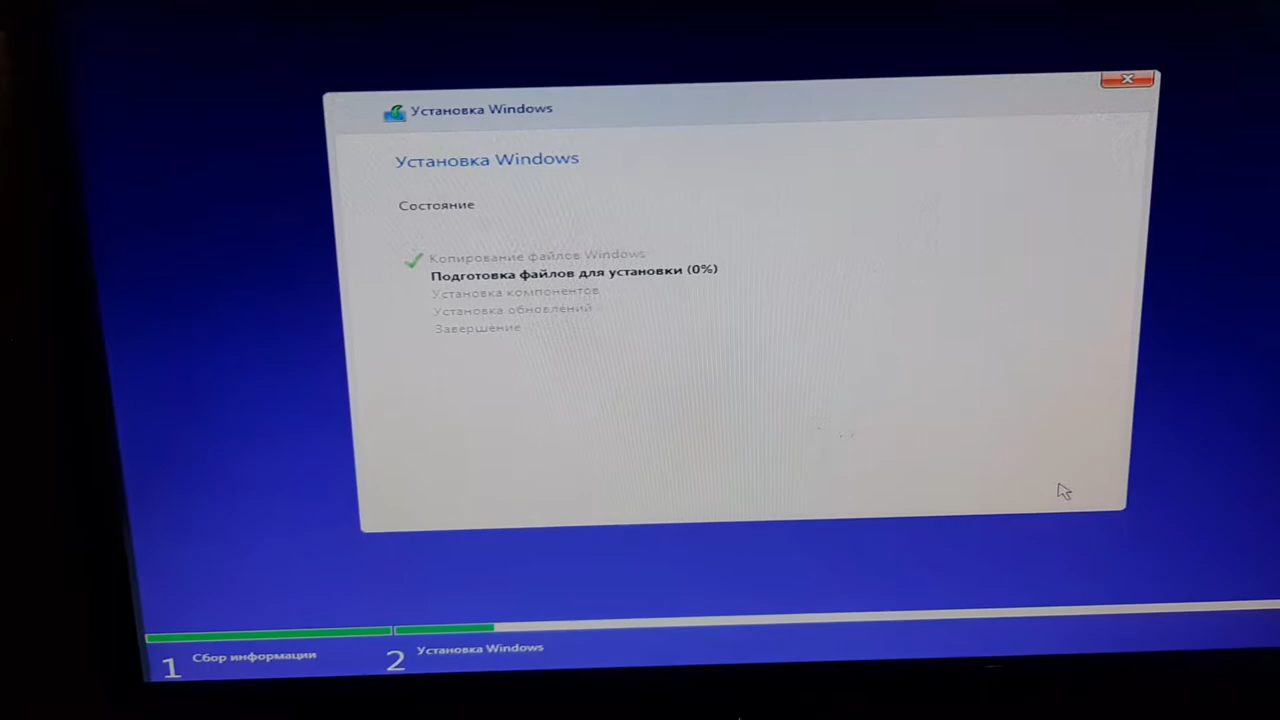 Установка Windows
Установка Windows
Состояние
Копирование файлов Windows
Подготовка файлов для установки (0%)
Установка компонентов
Установка обновлений
Завершение
1 Сбор информации
2 Установка Windows